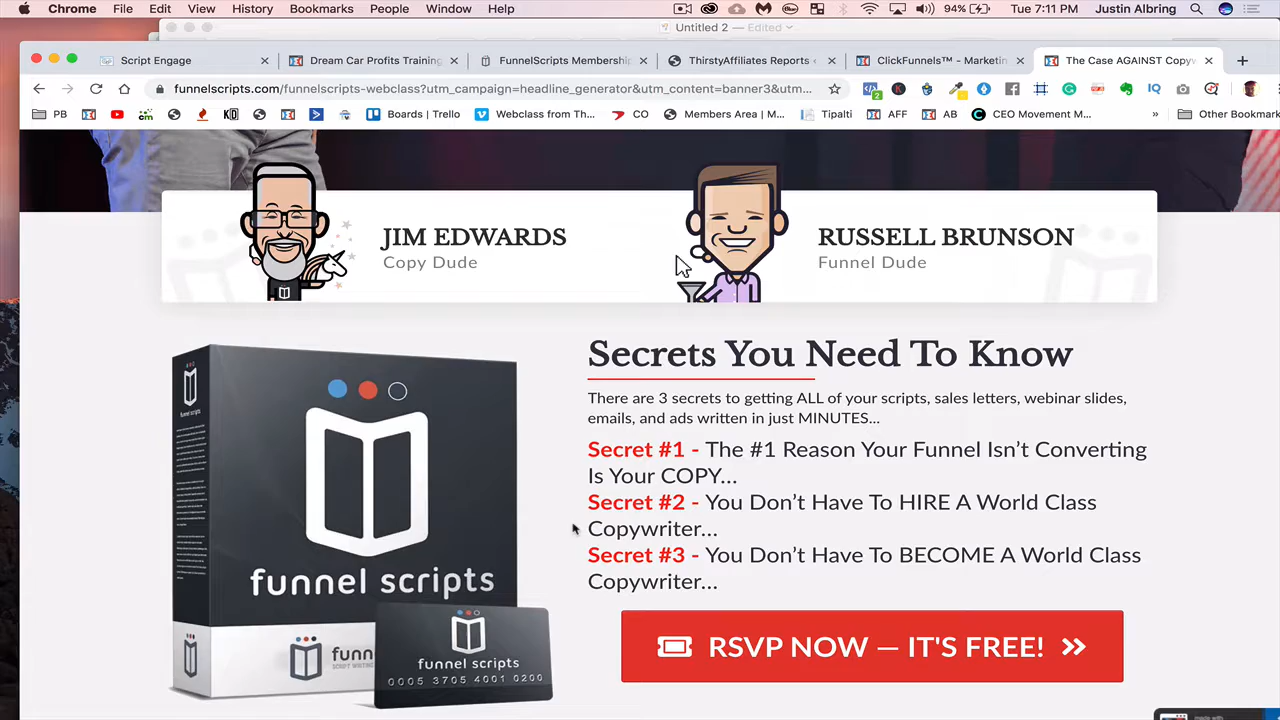 Chrome File Edit View History Bookmarks People Window Help 94% Tue 7:11 PM Justin Albring
Untitled 2 — Edited
Script Engage Dream Car Profits Training FunnelScripts Membership ThirstyAffiliates Reports ClickFunnels™ - Marketin The Case AGAINST Copyw
funnelscripts.com/funnelscripts-webclass?utm_campaign=headline_generator&utm_content=banner3&utm...
PB Boards | Trello Webclass from Th... CO Members Area | M... Tipalti AFF AB CEO Movement M... » Other Bookmark
JIM EDWARDS
Copy Dude
RUSSELL BRUNSON
Funnel Dude
Secrets You Need To Know
There are 3 secrets to getting ALL of your scripts, sales letters, webinar slides,
emails, and ads written in just MINUTES...
Secret #1 - The #1 Reason Your Funnel Isn't Converting
Is Your COPY...
Secret #2 - You Don't Have To HIRE A World Class
Copywriter...
Secret #3 - You Don't Have To BECOME A World Class
Copywriter...
RSVP NOW — IT'S FREE!
funnel scripts
funn
funnel scripts
0005 3705 4001 0200